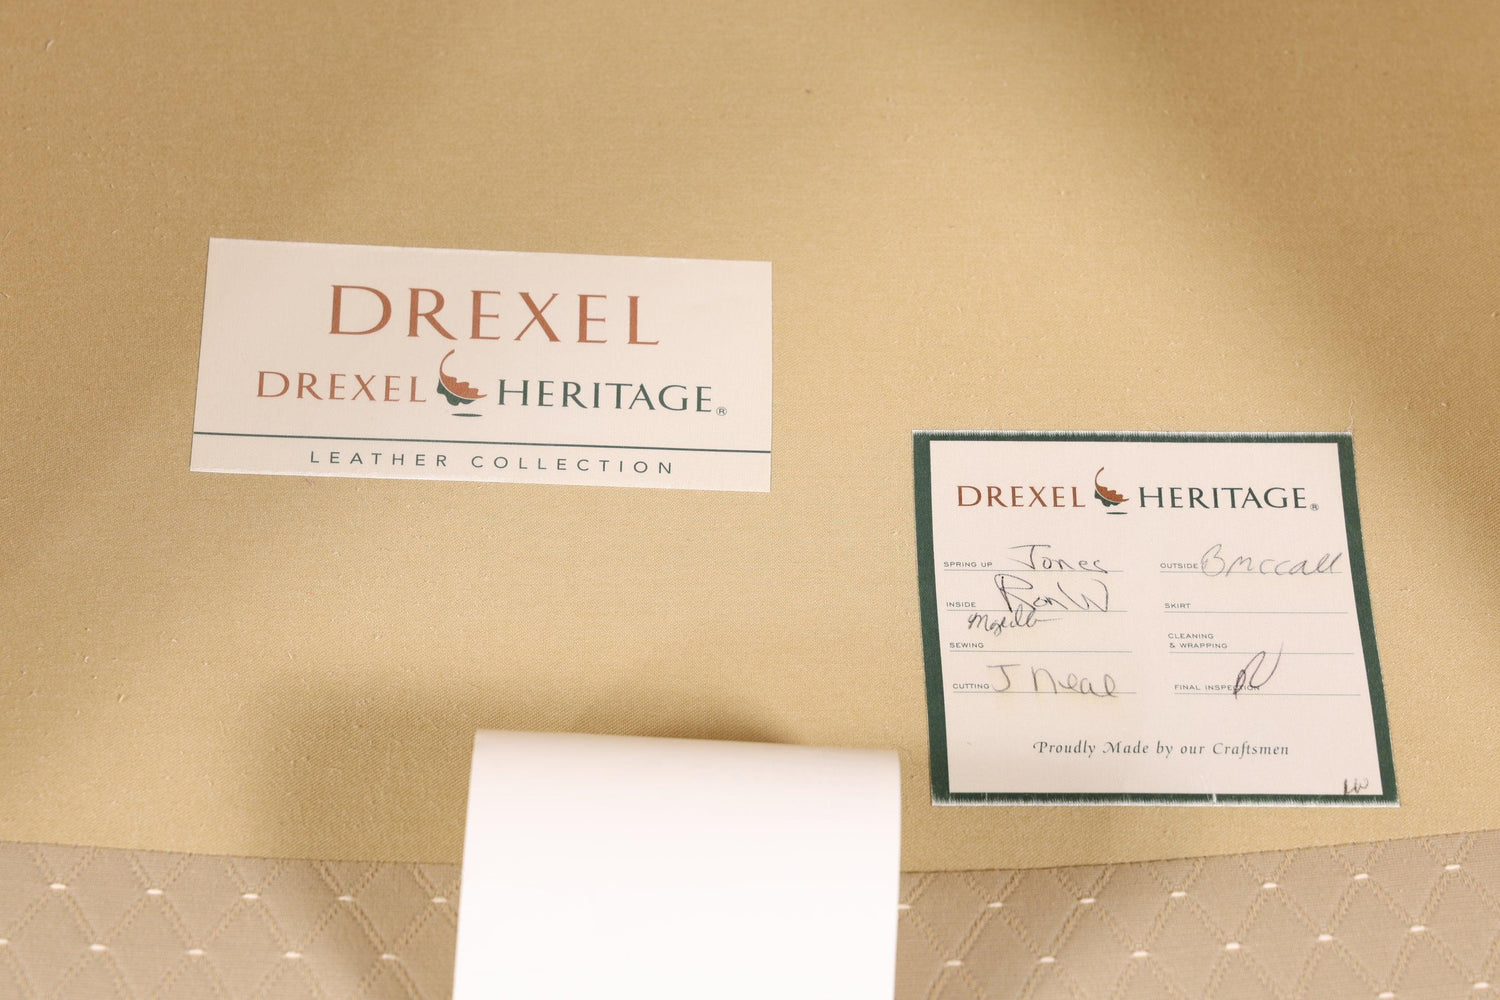 DREXEL
DREXEL HERITAGE®
LEATHER COLLECTION
DREXEL HERITAGE®
SPRING UP Jones
OUTSIDE B McCall
INSIDE Ron W
SKIRT
SEWING
CLEANING
& WRAPPING
CUTTING J Neal
FINAL INSPECTION
Proudly Made by our Craftsmen